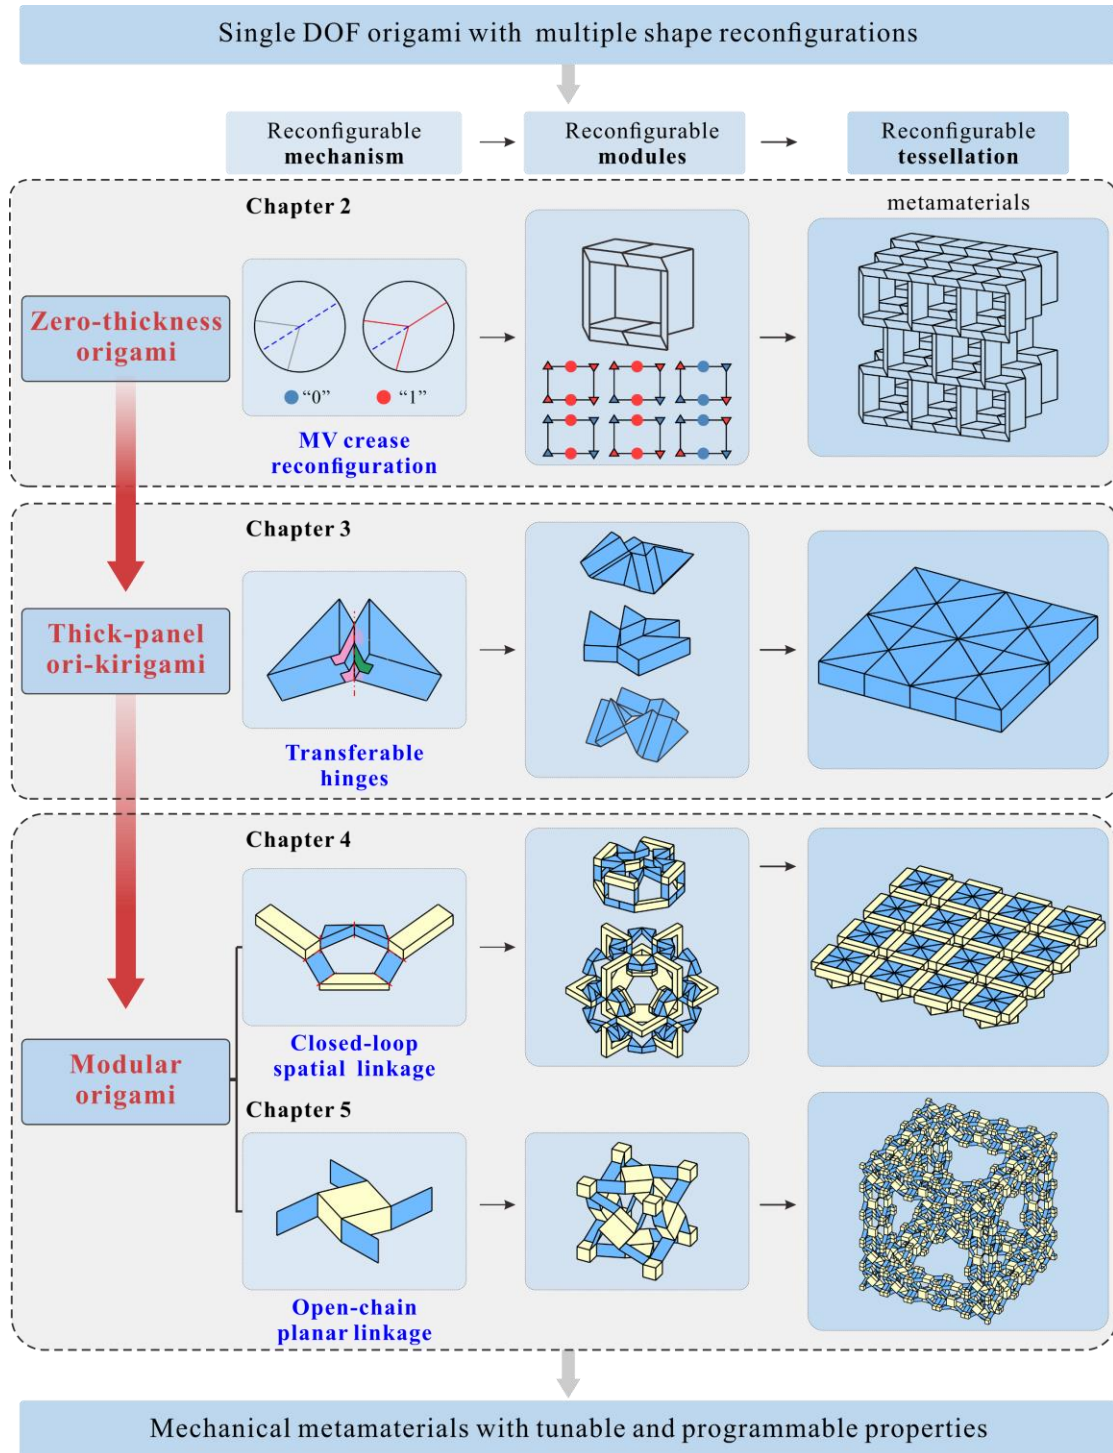 Single DOF origami with multiple shape reconfigurations
Reconfigurable
mechanism
Reconfigurable
modules
Reconfigurable
tessellation
Chapter 2
metamaterials
Zero-thickness
origami
“0”
“1”
MV crease
reconfiguration
Chapter 3
Thick-panel
ori-kirigami
Transferable
hinges
Chapter 4
Closed-loop
spatial linkage
Modular
origami
Chapter 5
Open-chain
planar linkage
Mechanical metamaterials with tunable and programmable properties